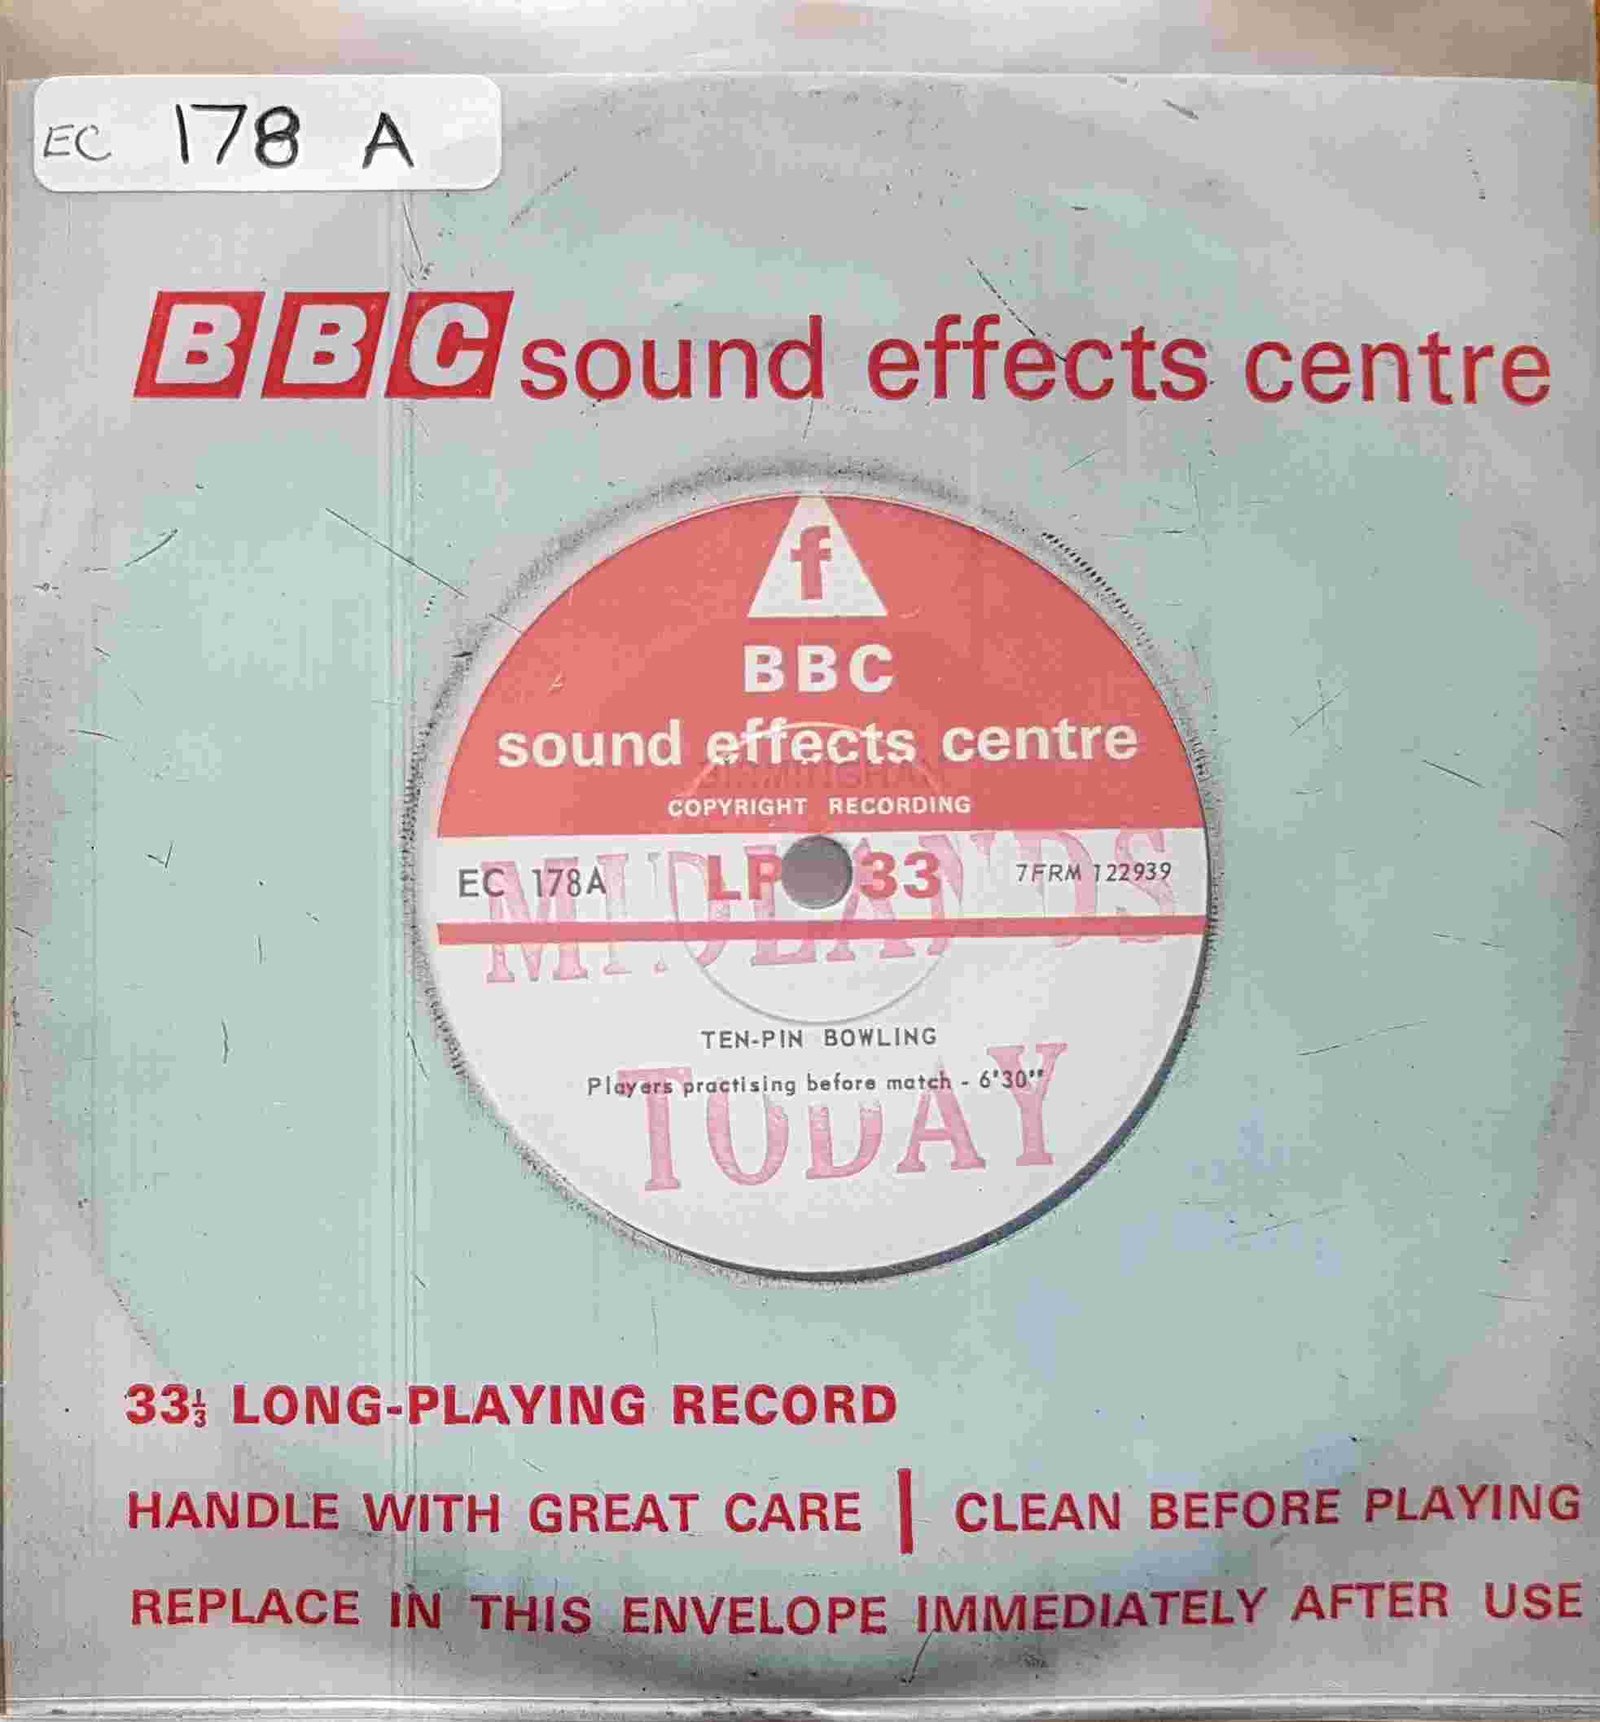 EC 178 A
BBC sound effects centre
f
BBC
sound effects centre
BIRMINGHAM
COPYRIGHT RECORDING
EC 178A LP 33 7FRM 122939
MIDLANDS
TEN-PIN BOWLING
Players practising before match - 6'30"
TODAY
33⅓ LONG-PLAYING RECORD
HANDLE WITH GREAT CARE | CLEAN BEFORE PLAYING
REPLACE IN THIS ENVELOPE IMMEDIATELY AFTER USE